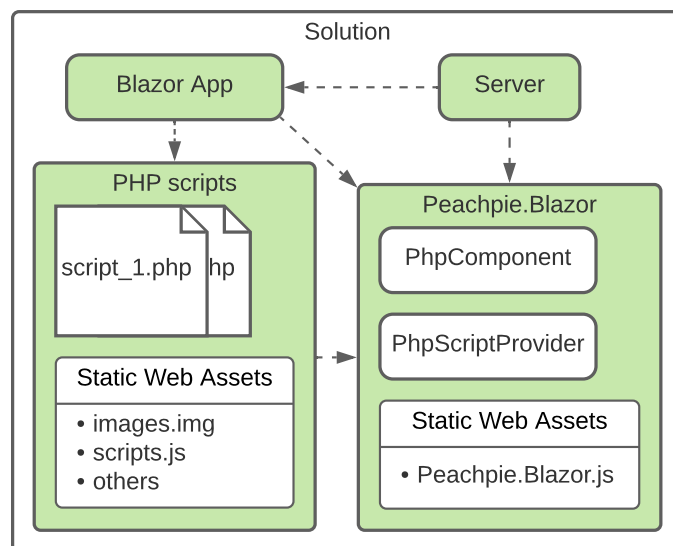 Solution
Blazor App
Server
PHP scripts
script_1.php
hp
Static Web Assets
• images.img
• scripts.js
• others
Peachpie.Blazor
PhpComponent
PhpScriptProvider
Static Web Assets
• Peachpie.Blazor.js